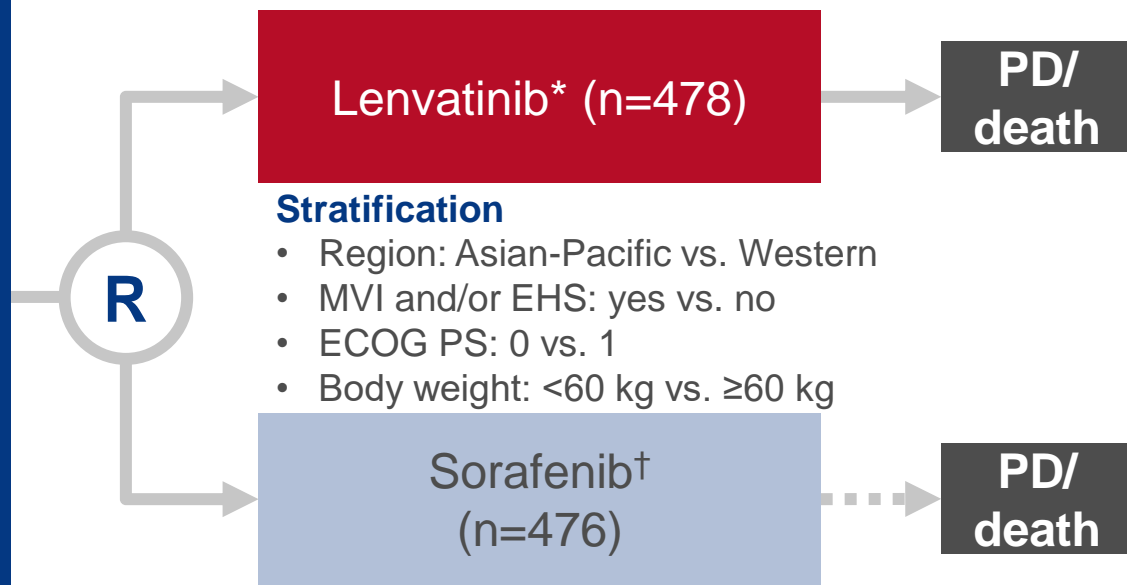 Lenvatinib* (n=478)
PD/
death
Stratification
• Region: Asian-Pacific vs. Western
• MVI and/or EHS: yes vs. no
• ECOG PS: 0 vs. 1
• Body weight: <60 kg vs. ≥60 kg
R
Sorafenib†
(n=476)
PD/
death